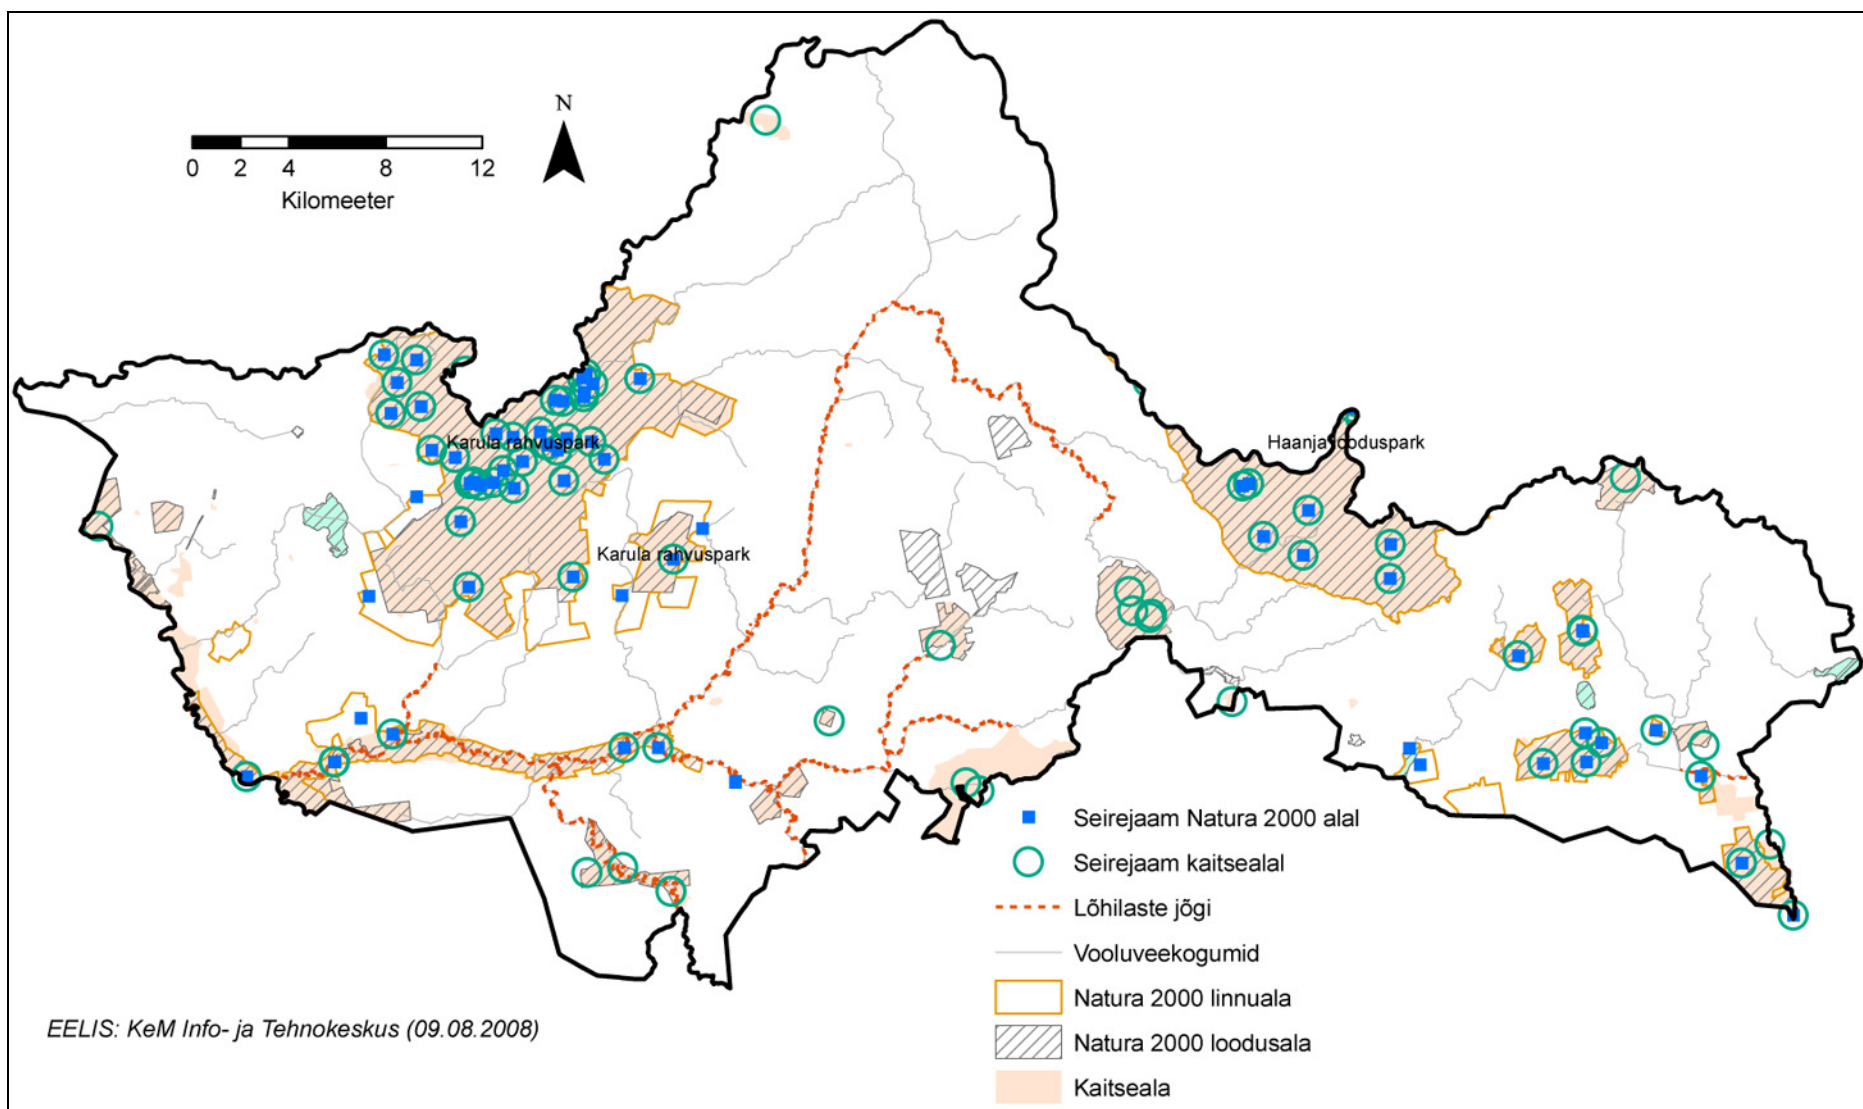 N
0 2 4 8 12
Kilomeeter
Karula rahvuspark
Haanja looduspark
Karula rahvuspark
Seirejaam Natura 2000 alal
Seirejaam kaitsealal
Lõhilaste jõgi
Vooluveekogumid
Natura 2000 linnuala
Natura 2000 loodusala
Kaitseala
EELIS: KeM Info- ja Tehnokeskus (09.08.2008)